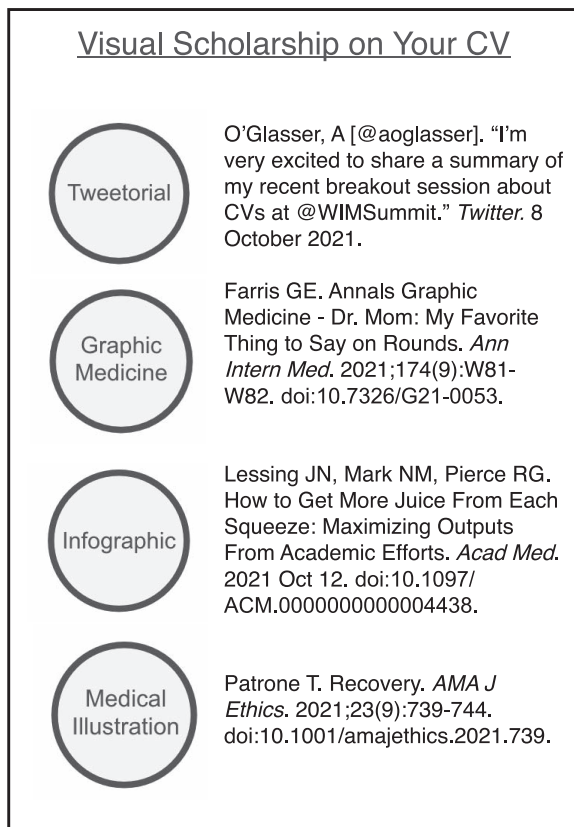 Visual Scholarship on Your CV
Tweetorial
O'Glasser, A [@aoglasser]. “I'm
very excited to share a summary of
my recent breakout session about
CVs at @WIMSummit.” Twitter. 8
October 2021.
Graphic
Medicine
Farris GE. Annals Graphic
Medicine - Dr. Mom: My Favorite
Thing to Say on Rounds. Ann
Intern Med. 2021;174(9):W81-
W82. doi:10.7326/G21-0053.
Infographic
Lessing JN, Mark NM, Pierce RG.
How to Get More Juice From Each
Squeeze: Maximizing Outputs
From Academic Efforts. Acad Med.
2021 Oct 12. doi:10.1097/
ACM.0000000000004438.
Medical
Illustration
Patrone T. Recovery. AMA J
Ethics. 2021;23(9):739-744.
doi:10.1001/amajethics.2021.739.